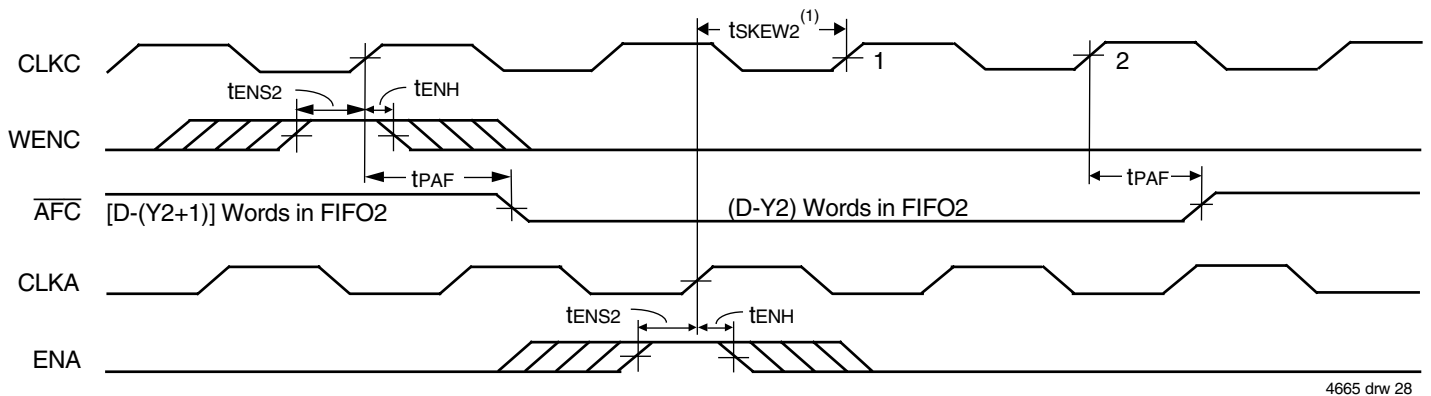 tSKEW2(1)
CLKC
1
2
tENS2
tENH
WENC
tPAF
tPAF
AFC
[D-(Y2+1)] Words in FIFO2
(D-Y2) Words in FIFO2
CLKA
tENS2
tENH
ENA
4665 drw 28